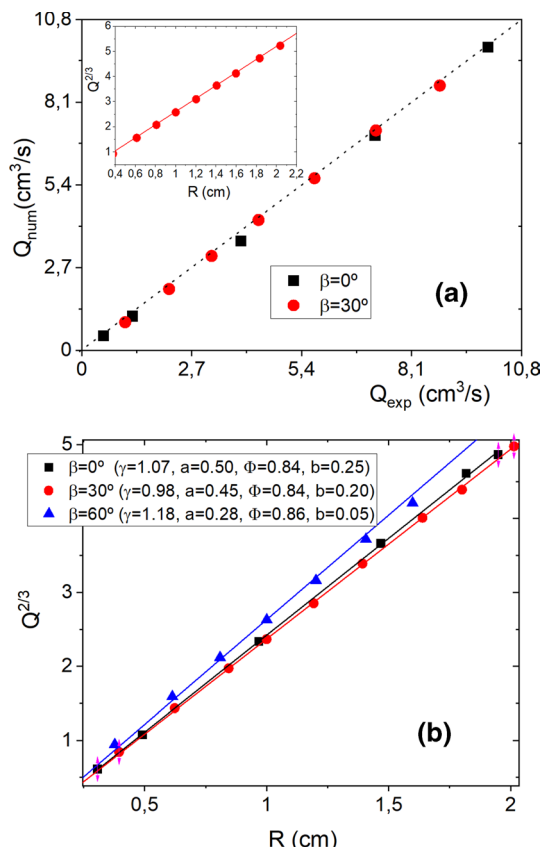 10,8
8,1
5,4
2,7
0
Q_num(cm³/s)
6
5
4
3
2
1
Q^2/3
0,4 0,6 0,8 1 1,2 1,4 1,6 1,8 2 2,2
R (cm)
β=0º
β=30º
(a)
0 2,7 5,4 8,1 10,8
Q_exp (cm³/s)
5
4
3
2
1
Q^2/3
β=0º (γ=1.07, a=0.50, Φ=0.84, b=0.25)
β=30º (γ=0.98, a=0.45, Φ=0.84, b=0.20)
β=60º (γ=1.18, a=0.28, Φ=0.86, b=0.05)
(b)
0,5 1 1,5 2
R (cm)